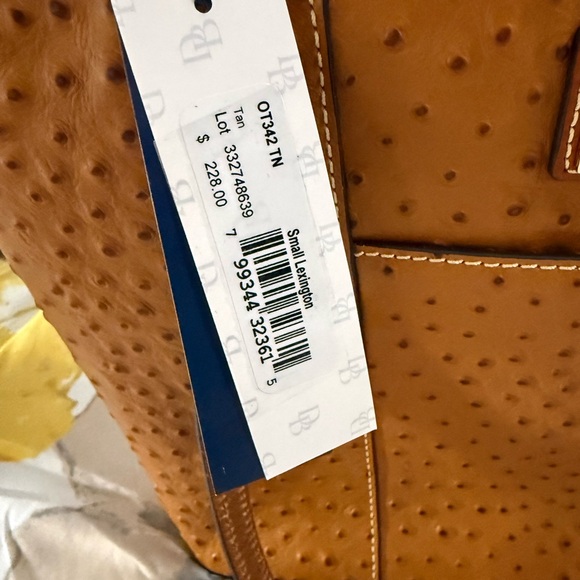 OT342 TN
Tan
Lot 332748639
$ 228.00
Small Lexington
7 99344 32361 5